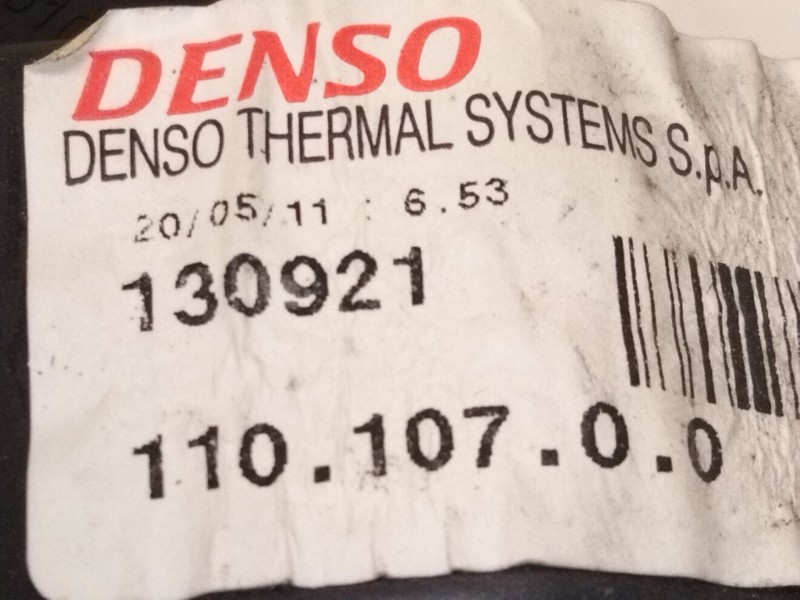 DENSO
DENSO THERMAL SYSTEMS S.p.A.
20/05/11 : 6.53
130921
110.107.0.0